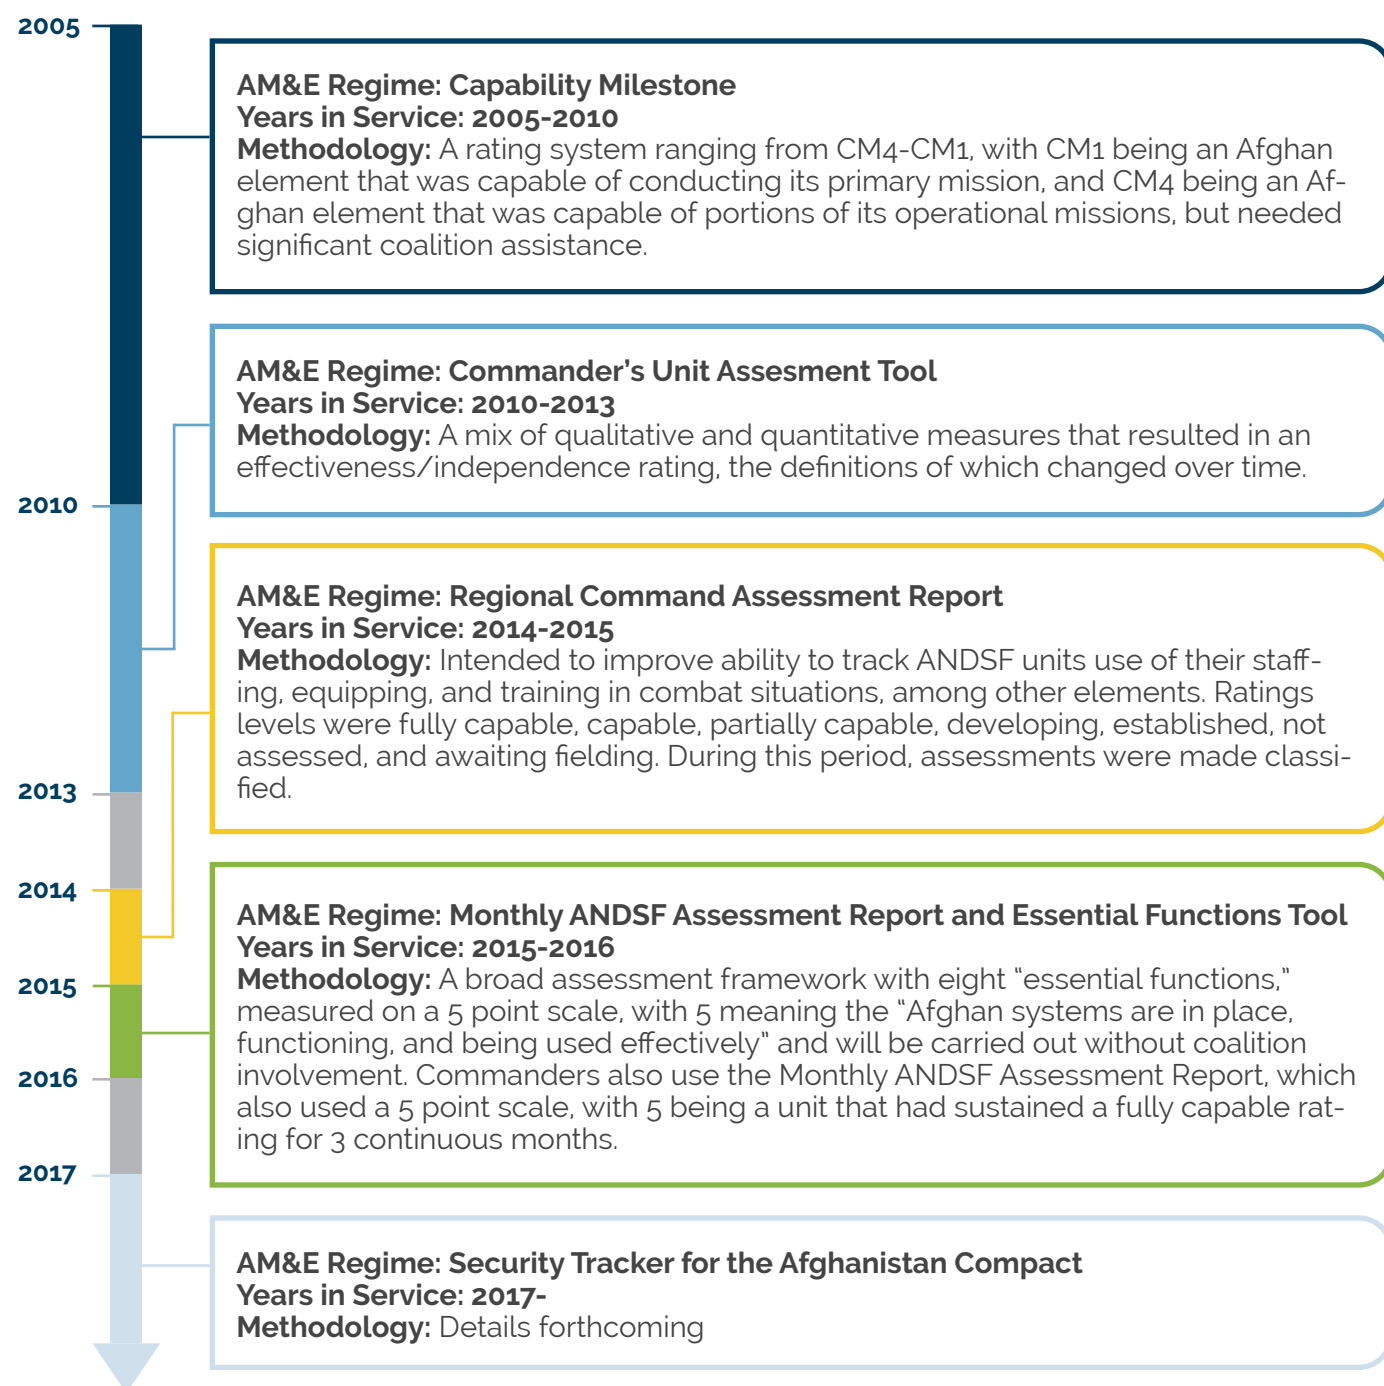 2005
AM&E Regime: Capability Milestone
Years in Service: 2005-2010
Methodology: A rating system ranging from CM4-CM1, with CM1 being an Afghan
element that was capable of conducting its primary mission, and CM4 being an Af-
ghan element that was capable of portions of its operational missions, but needed
significant coalition assistance.
AM&E Regime: Commander’s Unit Assesment Tool
Years in Service: 2010-2013
Methodology: A mix of qualitative and quantitative measures that resulted in an
effectiveness/independence rating, the definitions of which changed over time.
2010
AM&E Regime: Regional Command Assessment Report
Years in Service: 2014-2015
Methodology: Intended to improve ability to track ANDSF units use of their staff-
ing, equipping, and training in combat situations, among other elements. Ratings
levels were fully capable, capable, partially capable, developing, established, not
assessed, and awaiting fielding. During this period, assessments were made classi-
fied.
2013
2014
AM&E Regime: Monthly ANDSF Assessment Report and Essential Functions Tool
Years in Service: 2015-2016
Methodology: A broad assessment framework with eight “essential functions,”
measured on a 5 point scale, with 5 meaning the “Afghan systems are in place,
functioning, and being used effectively” and will be carried out without coalition
involvement. Commanders also use the Monthly ANDSF Assessment Report, which
also used a 5 point scale, with 5 being a unit that had sustained a fully capable rat-
ing for 3 continuous months.
2015
2016
2017
AM&E Regime: Security Tracker for the Afghanistan Compact
Years in Service: 2017-
Methodology: Details forthcoming